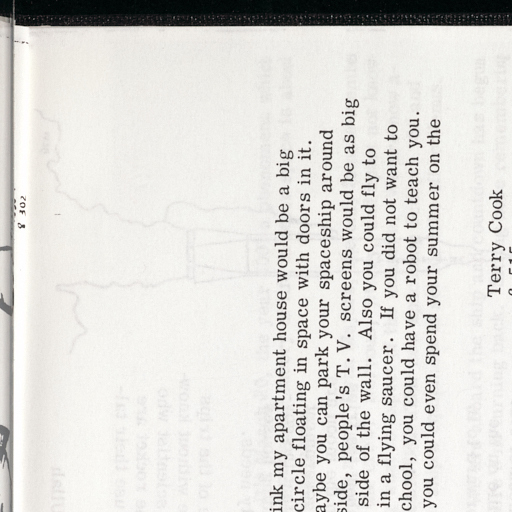 ink my apartment house would be a big
circle floating in space with doors in it.
aybe you can park your spaceship around
side, people's T. V. screens would be as big
side of the wall. Also you could fly to
in a flying saucer. If you did not want to
chool, you could have a robot to teach you.
you could even spend your summer on the
Terry Cook
8 302